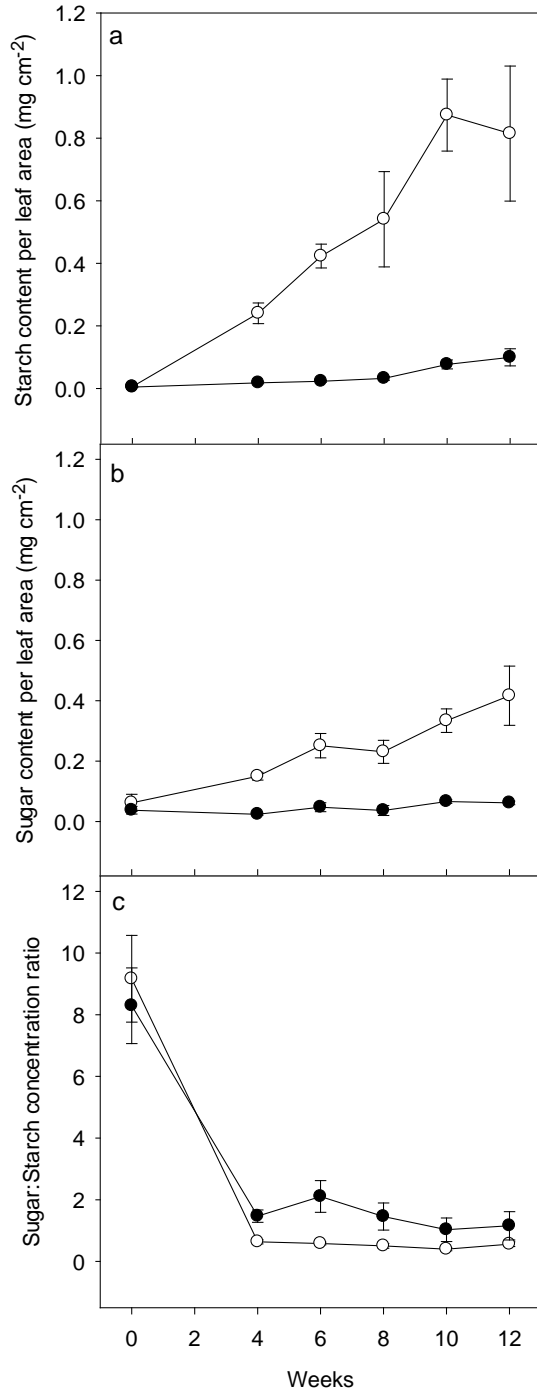 a
Starch content per leaf area (mg cm-2)
1.2
1.0
0.8
0.6
0.4
0.2
0.0
b
Sugar content per leaf area (mg cm-2)
1.2
1.0
0.8
0.6
0.4
0.2
0.0
c
Sugar:Starch concentration ratio
12
10
8
6
4
2
0
0 2 4 6 8 10 12
Weeks